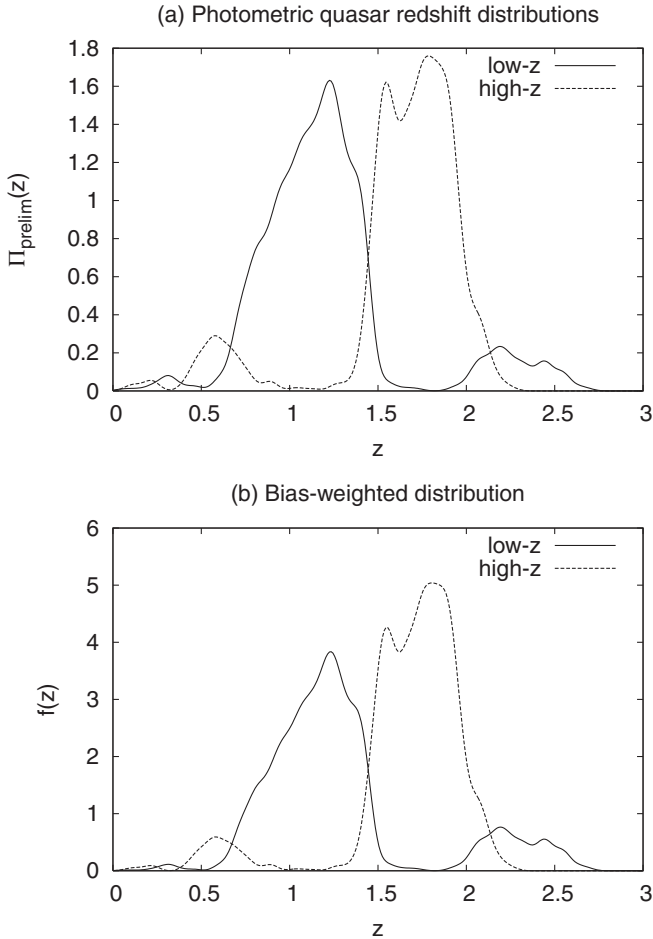 (a) Photometric quasar redshift distributions
low-z
high-z
1.8
1.6
1.4
1.2
1
0.8
0.6
0.4
0.2
0
Πprelim(z)
0 0.5 1 1.5 2 2.5 3
z
(b) Bias-weighted distribution
low-z
high-z
6
5
4
3
2
1
0
f(z)
0 0.5 1 1.5 2 2.5 3
z